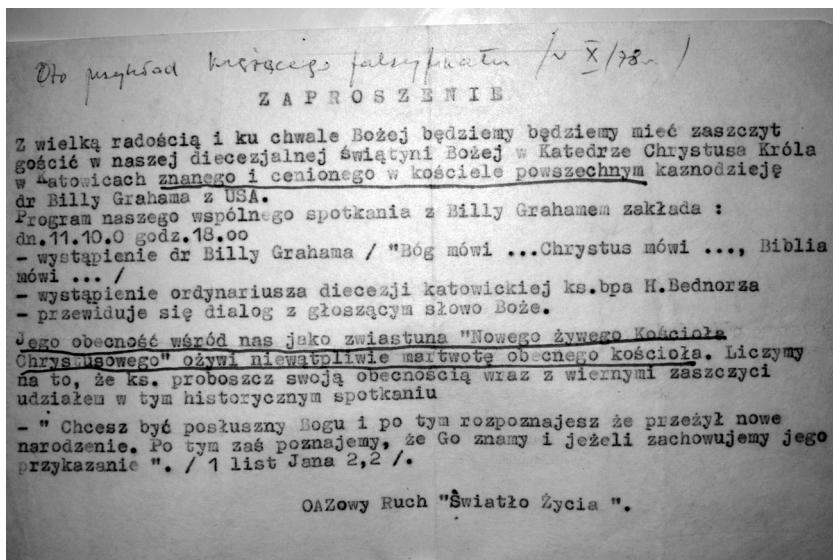 Oto przykład krążącego falsyfikatu /w X/78r/
ZAPROSZENIE
Z wielką radością i ku chwale Bożej będziemy będziemy mieć zaszczyt
gościć w naszej diecezjalnej świątyni Bożej w Katedrze Chrystusa Króla
w Katowicach znanego i cenionego w kościele powszechnym kaznodzieję
dr Billy Grahama z USA.
Program naszego wspólnego spotkania z Billy Grahamem zakłada :
dn.11.10.0 godz.18.oo
- wystąpienie dr Billy Grahama / "Bóg mówi ...Chrystus mówi ..., Biblia
mówi ... /
- wystąpienie ordynariusza diecezji katowickiej ks.bpa H.Bednorza
- przewiduje się dialog z głoszącym słowo Boże.
Jego obecność wśród nas jako zwiastuna "Nowego żywego Kościoła
Chrystusowego" ożywi niewątpliwie martwotę obecnego kościoła. Liczymy
na to, że ks. proboszcz swoją obecnością wraz z wiernymi zaszczyci
udziałem w tym historycznym spotkaniu
- " Chcesz być posłuszny Bogu i po tym rozpoznajesz że przeżył nowe
narodzenie. Po tym zaś poznajemy, że Go znamy i jeżeli zachowujemy jego
przykazanie ". / 1 list Jana 2,2 /.
OAZowy Ruch "Światło Życia ".